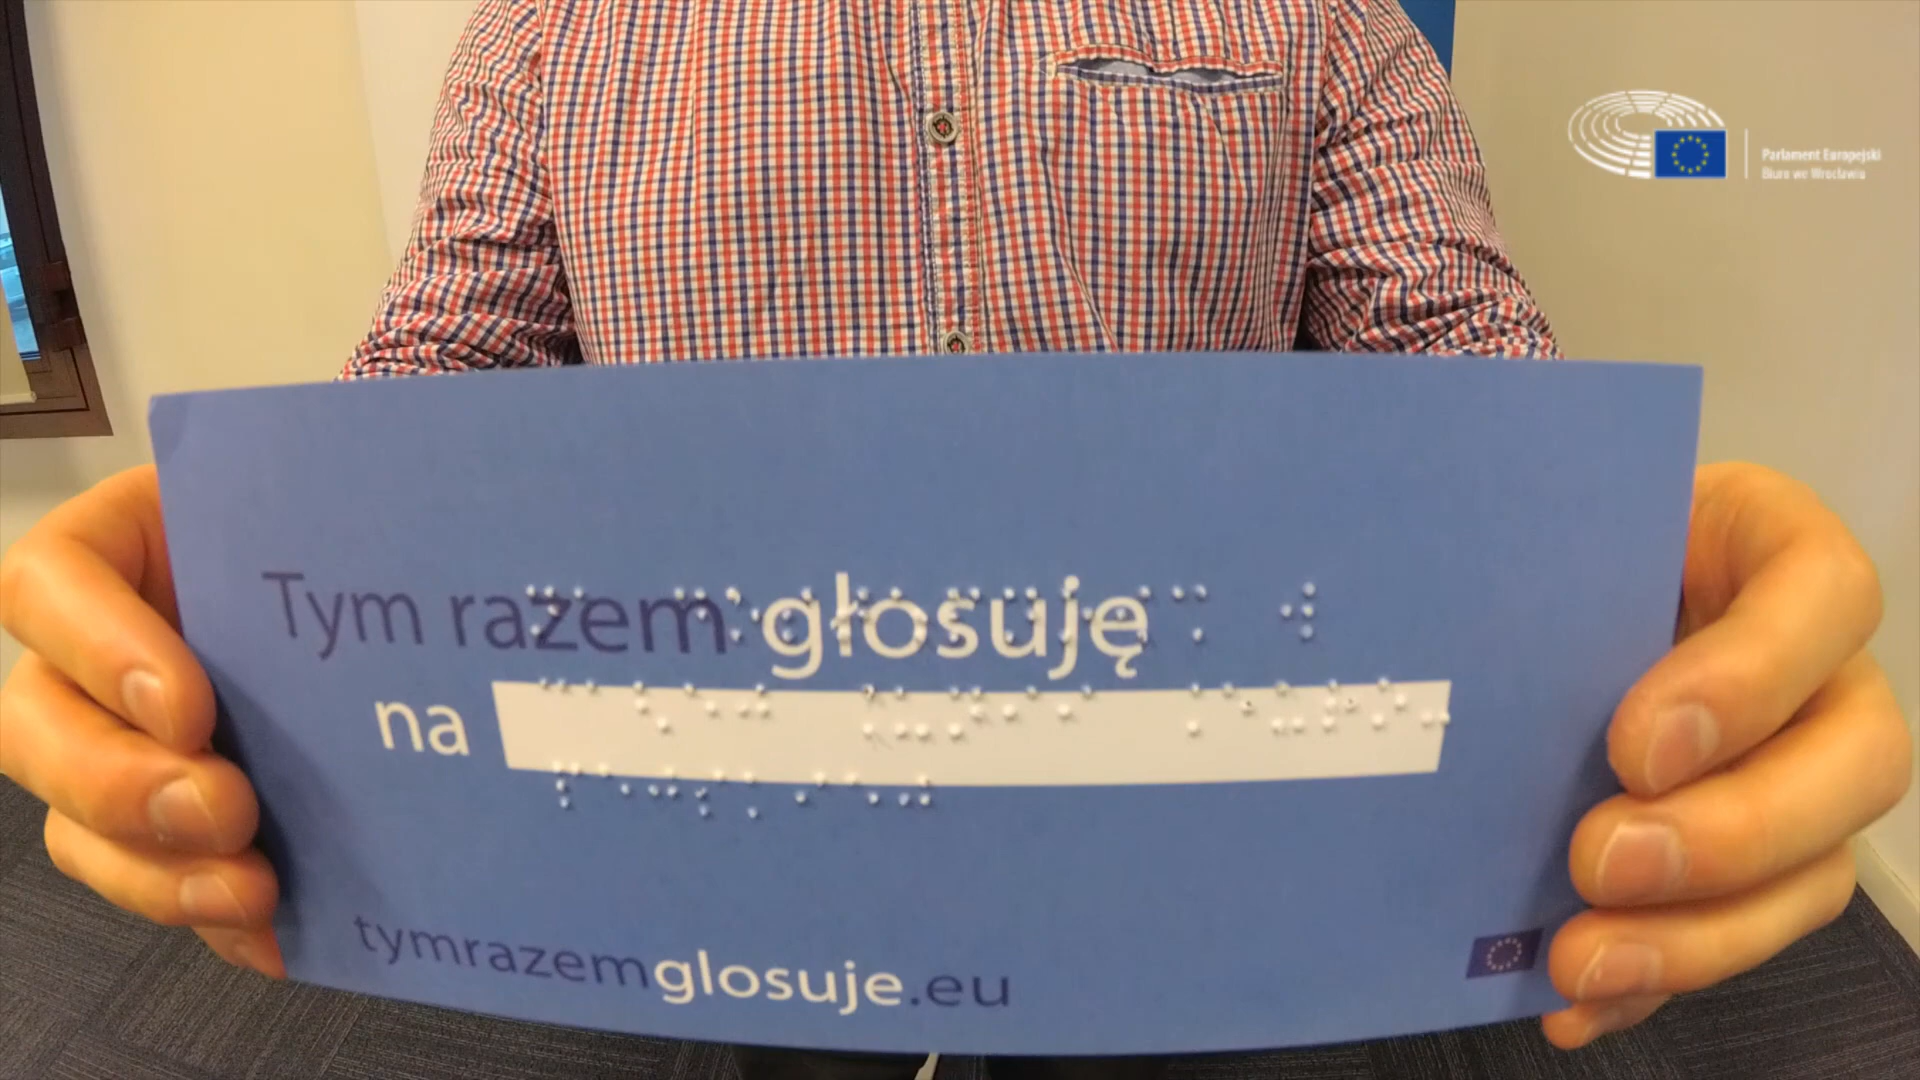 Parlament Europejski
Biuro we Wrocławiu
Tym razem głosuję
na
tymrazemglosuje.eu